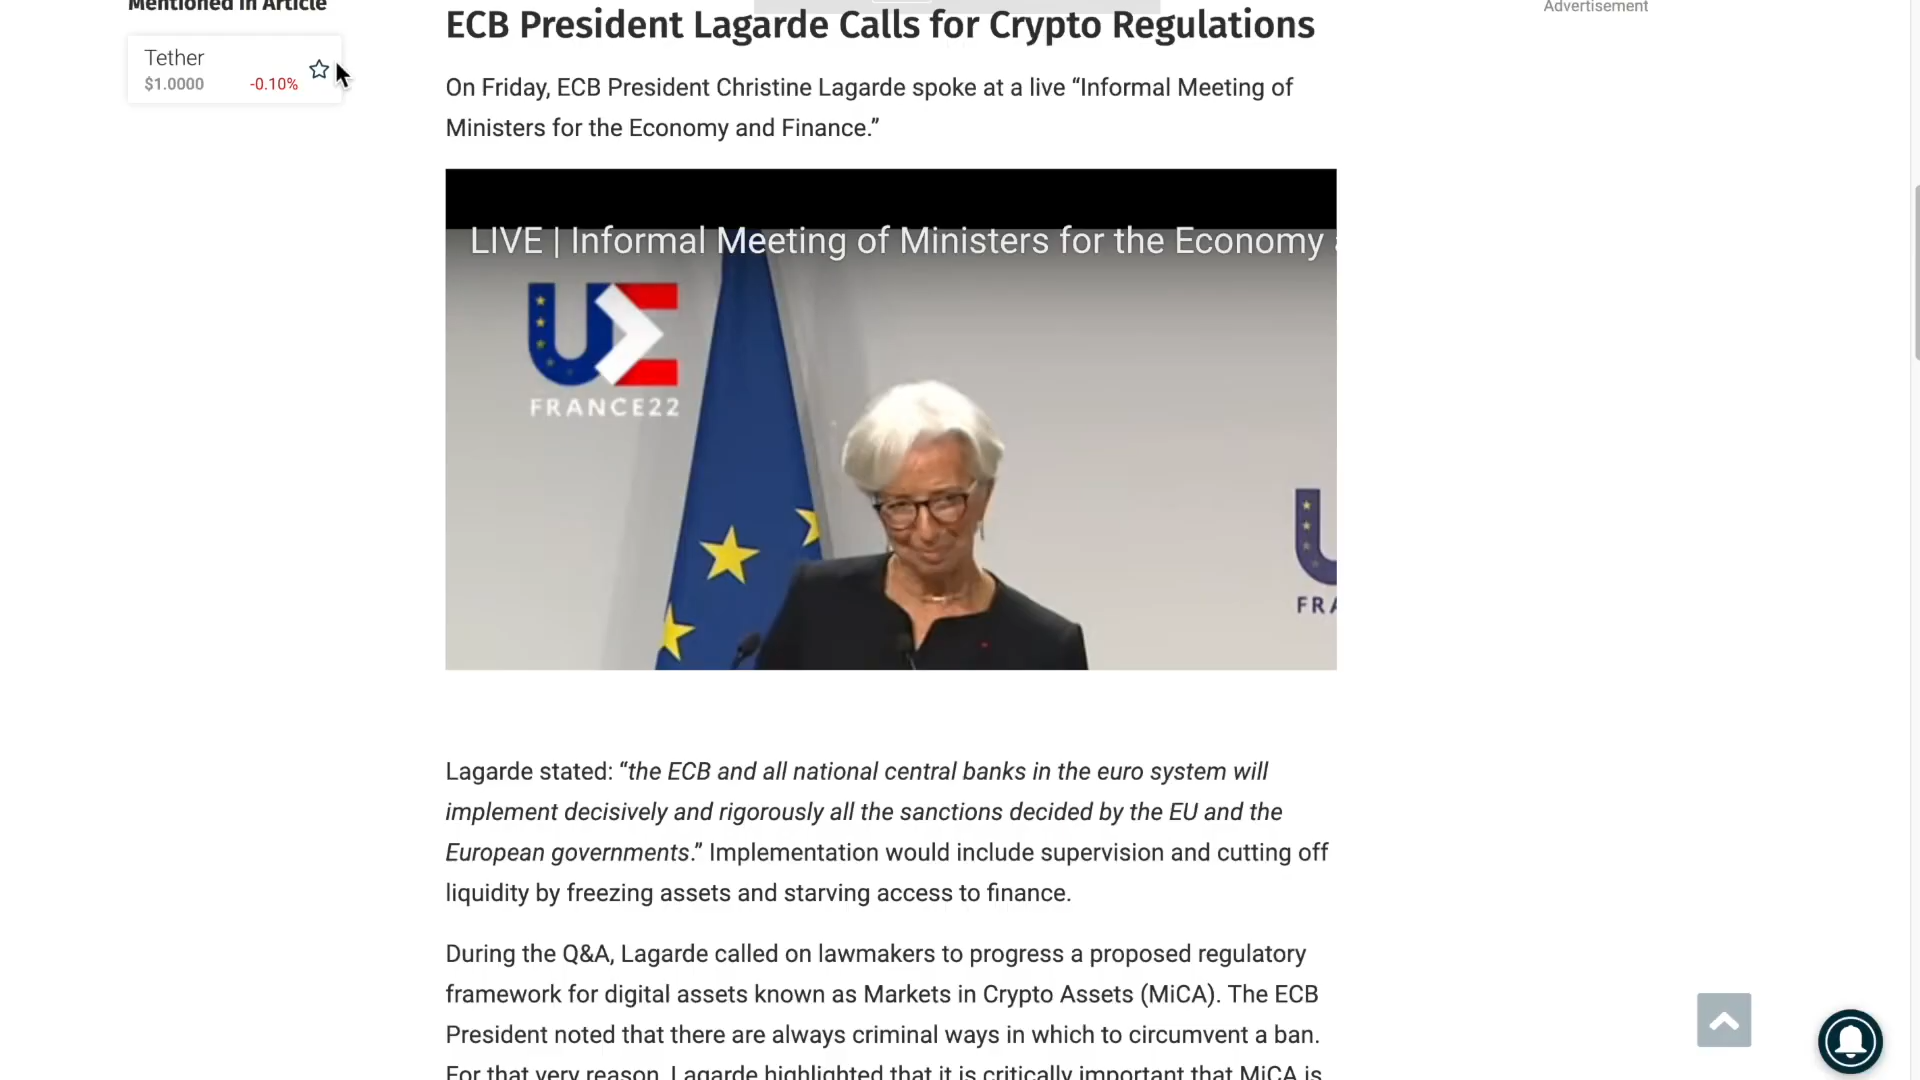 Mentioned in Article
Tether
$1.0000 -0.10%
Advertisement
ECB President Lagarde Calls for Crypto Regulations
On Friday, ECB President Christine Lagarde spoke at a live “Informal Meeting of
Ministers for the Economy and Finance.”
LIVE | Informal Meeting of Ministers for the Economy
UE
FRANCE22
U
FRA
Lagarde stated: “the ECB and all national central banks in the euro system will
implement decisively and rigorously all the sanctions decided by the EU and the
European governments.” Implementation would include supervision and cutting off
liquidity by freezing assets and starving access to finance.
During the Q&A, Lagarde called on lawmakers to progress a proposed regulatory
framework for digital assets known as Markets in Crypto Assets (MiCA). The ECB
President noted that there are always criminal ways in which to circumvent a ban.
For that very reason, Lagarde highlighted that it is critically important that MiCA is